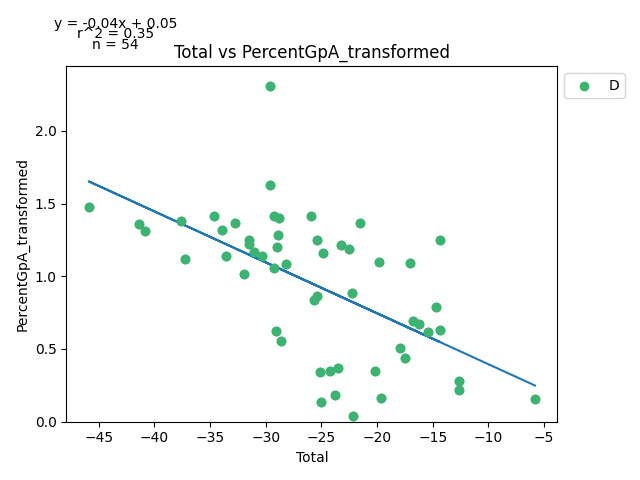 y = -0.04x + 0.05
r^2 = 0.35
n = 54
Total vs PercentGpA_transformed
D
PercentGpA_transformed
2.0
1.5
1.0
0.5
0.0
−45 −40 −35 −30 −25 −20 −15 −10 −5
Total